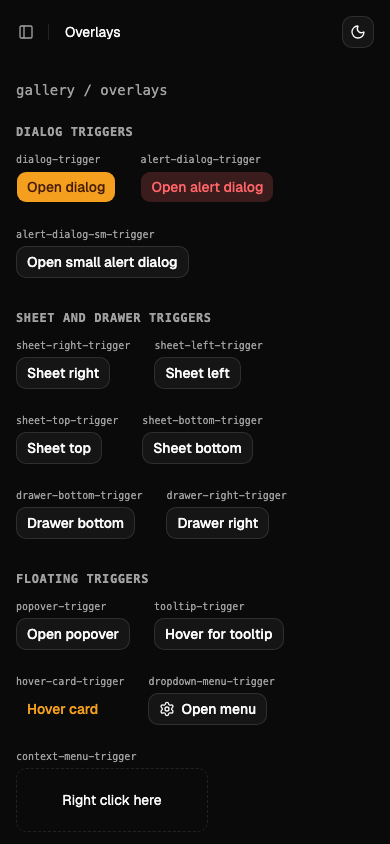 Overlays
gallery / overlays
DIALOG TRIGGERS
dialog-trigger alert-dialog-trigger
Open dialog Open alert dialog
alert-dialog-sm-trigger
Open small alert dialog
SHEET AND DRAWER TRIGGERS
sheet-right-trigger sheet-left-trigger
Sheet right Sheet left
sheet-top-trigger sheet-bottom-trigger
Sheet top Sheet bottom
drawer-bottom-trigger drawer-right-trigger
Drawer bottom Drawer right
FLOATING TRIGGERS
popover-trigger tooltip-trigger
Open popover Hover for tooltip
hover-card-trigger dropdown-menu-trigger
Hover card Open menu
context-menu-trigger
Right click here